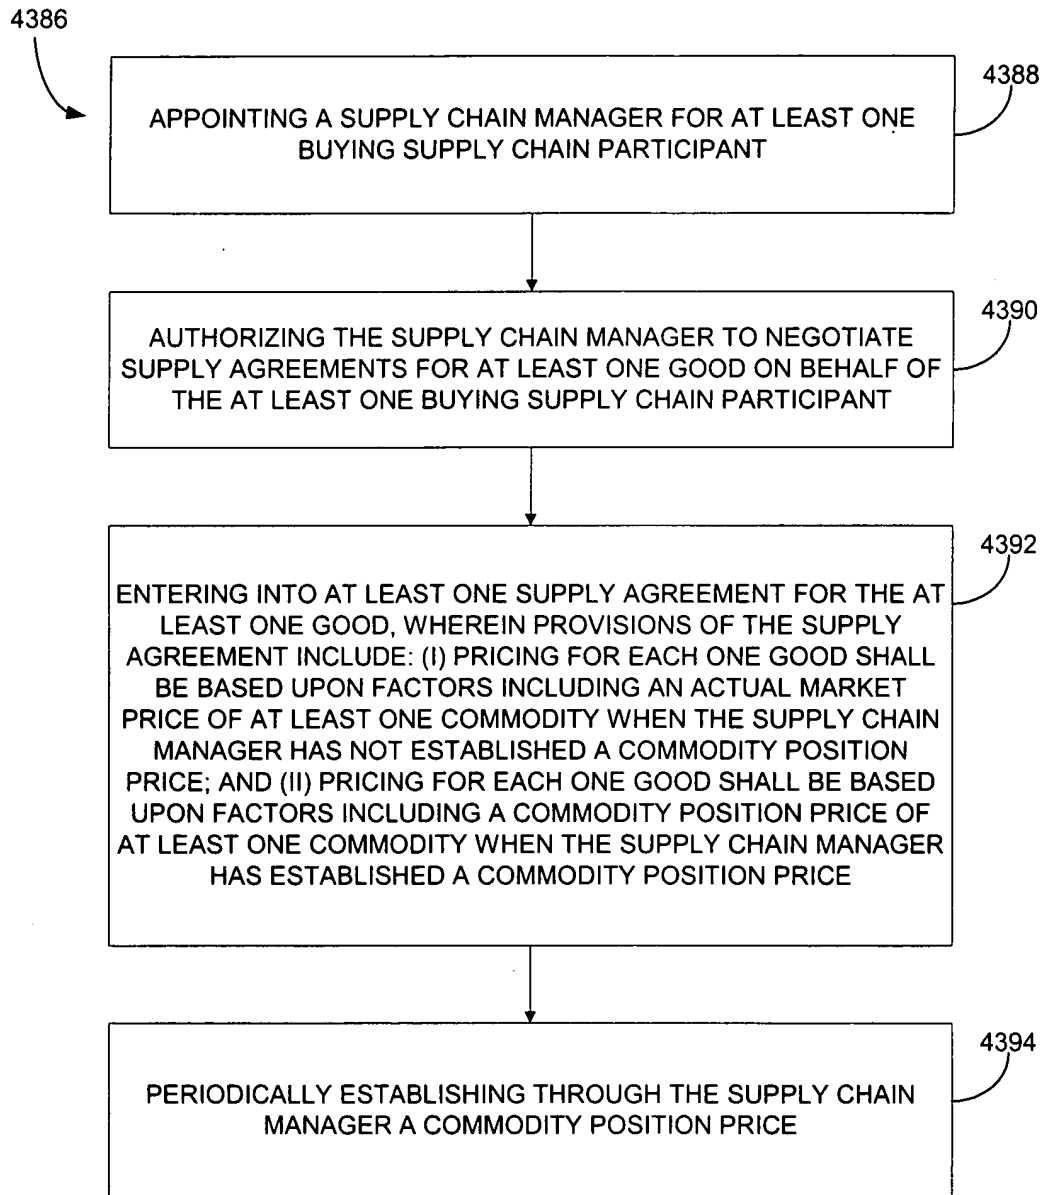 4386
4388
APPOINTING A SUPPLY CHAIN MANAGER FOR AT LEAST ONE
BUYING SUPPLY CHAIN PARTICIPANT
4390
AUTHORIZING THE SUPPLY CHAIN MANAGER TO NEGOTIATE
SUPPLY AGREEMENTS FOR AT LEAST ONE GOOD ON BEHALF OF
THE AT LEAST ONE BUYING SUPPLY CHAIN PARTICIPANT
4392
ENTERING INTO AT LEAST ONE SUPPLY AGREEMENT FOR THE AT
LEAST ONE GOOD, WHEREIN PROVISIONS OF THE SUPPLY
AGREEMENT INCLUDE: (I) PRICING FOR EACH ONE GOOD SHALL
BE BASED UPON FACTORS INCLUDING AN ACTUAL MARKET
PRICE OF AT LEAST ONE COMMODITY WHEN THE SUPPLY CHAIN
MANAGER HAS NOT ESTABLISHED A COMMODITY POSITION
PRICE; AND (II) PRICING FOR EACH ONE GOOD SHALL BE BASED
UPON FACTORS INCLUDING A COMMODITY POSITION PRICE OF
AT LEAST ONE COMMODITY WHEN THE SUPPLY CHAIN MANAGER
HAS ESTABLISHED A COMMODITY POSITION PRICE
4394
PERIODICALLY ESTABLISHING THROUGH THE SUPPLY CHAIN
MANAGER A COMMODITY POSITION PRICE